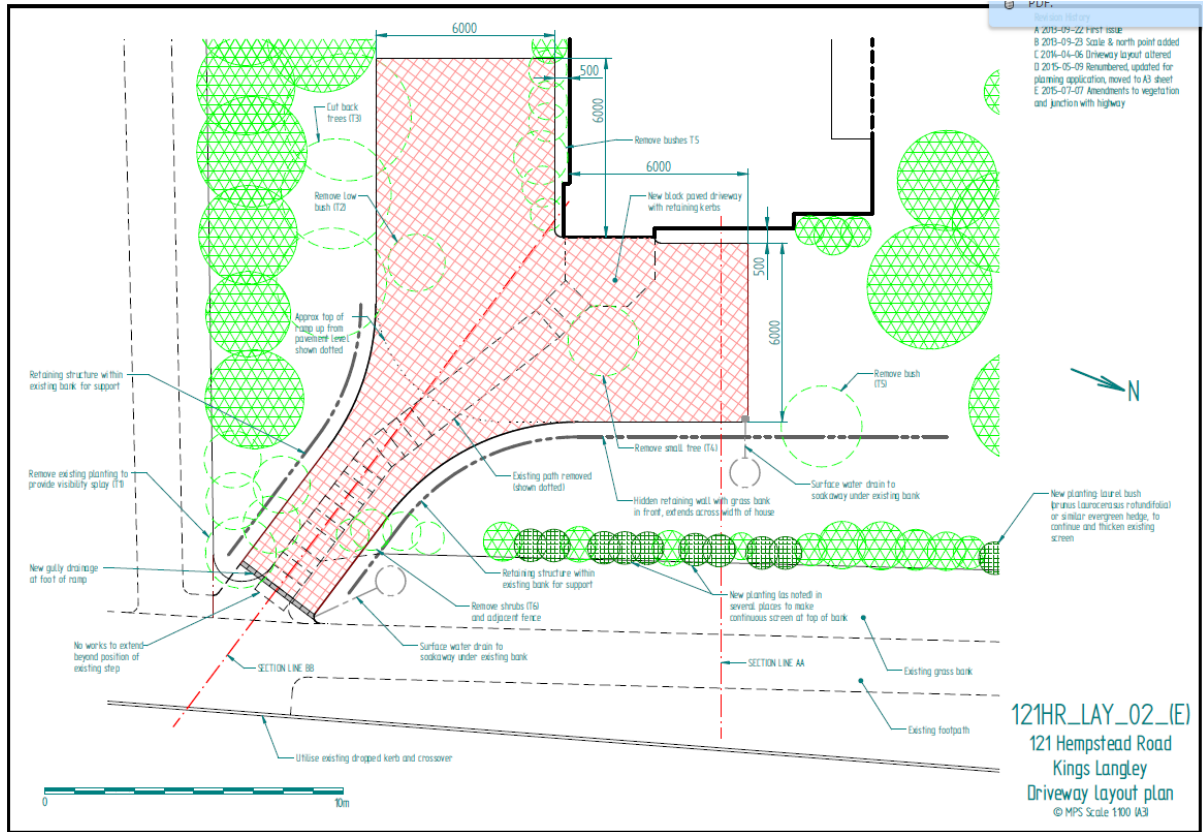 PDF.
Revision History
A 2013-09-22 First issue
B 2013-09-23 Scale & north point added
C 2014-04-06 Driveway layout altered
D 2015-05-09 Renumbered, updated for
planning application, moved to A3 sheet
E 2015-07-07 Amendments to vegetation
and junction with highway
6000
500
6000
Cut back
trees (T3)
Remove bushes T5
6000
Remove low
bush (T2)
New block paved driveway
with retaining kerbs
500
6000
Approx top of
ramp up from
pavement level
shown dotted
N
Retaining structure within
existing bank for support
Remove bush
(T5)
Remove small tree (T4)
Remove existing planting to
provide visibility splay (T1)
Existing path removed
(shown dotted)
Surface water drain to
soakaway under existing bank
Hidden retaining wall with grass bank
in front, extends across width of house
New planting: laurel bush
(prunus laurocerasus rotundifolia)
or similar evergreen hedge, to
continue and thicken existing
screen
New gully drainage
at foot of ramp
Retaining structure within
existing bank for support
New planting (as noted) in
several places to make
continuous screen at top of bank
Remove shrubs (T6)
and adjacent fence
No works to extend
beyond position of
existing step
Surface water drain to
soakaway under existing bank
SECTION LINE BB
SECTION LINE AA
Existing grass bank
Existing footpath
Utilise existing dropped kerb and crossover
121HR_LAY_02_(E)
121 Hempstead Road
Kings Langley
Driveway layout plan
© MPS Scale 1:100 (A3)
0
10m